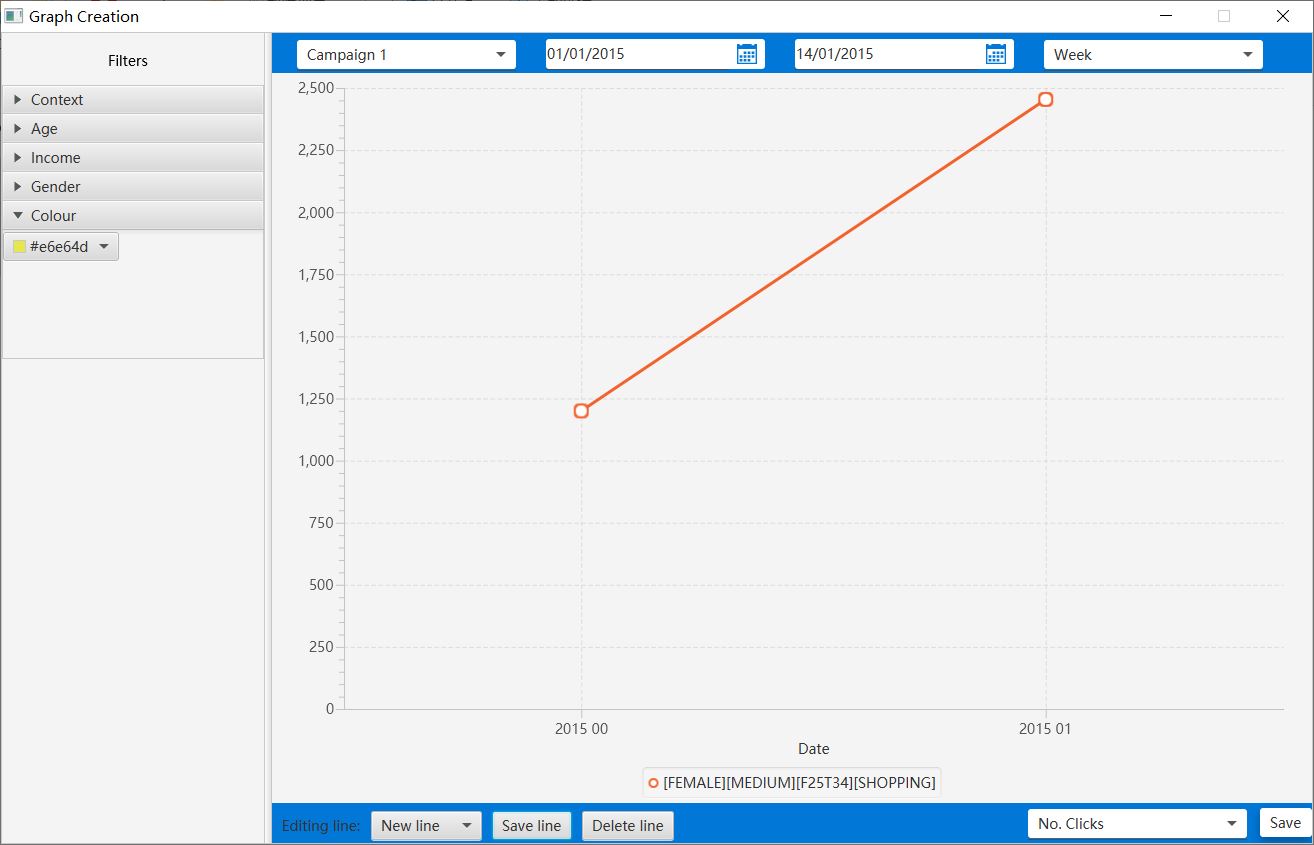 Graph Creation
Filters
Context
Age
Income
Gender
Colour
#e6e64d
Campaign 1
01/01/2015
14/01/2015
Week
2,500
2,250
2,000
1,750
1,500
1,250
1,000
750
500
250
0
2015 00
2015 01
Date
[FEMALE][MEDIUM][F25T34][SHOPPING]
Editing line:
New line
Save line
Delete line
No. Clicks
Save